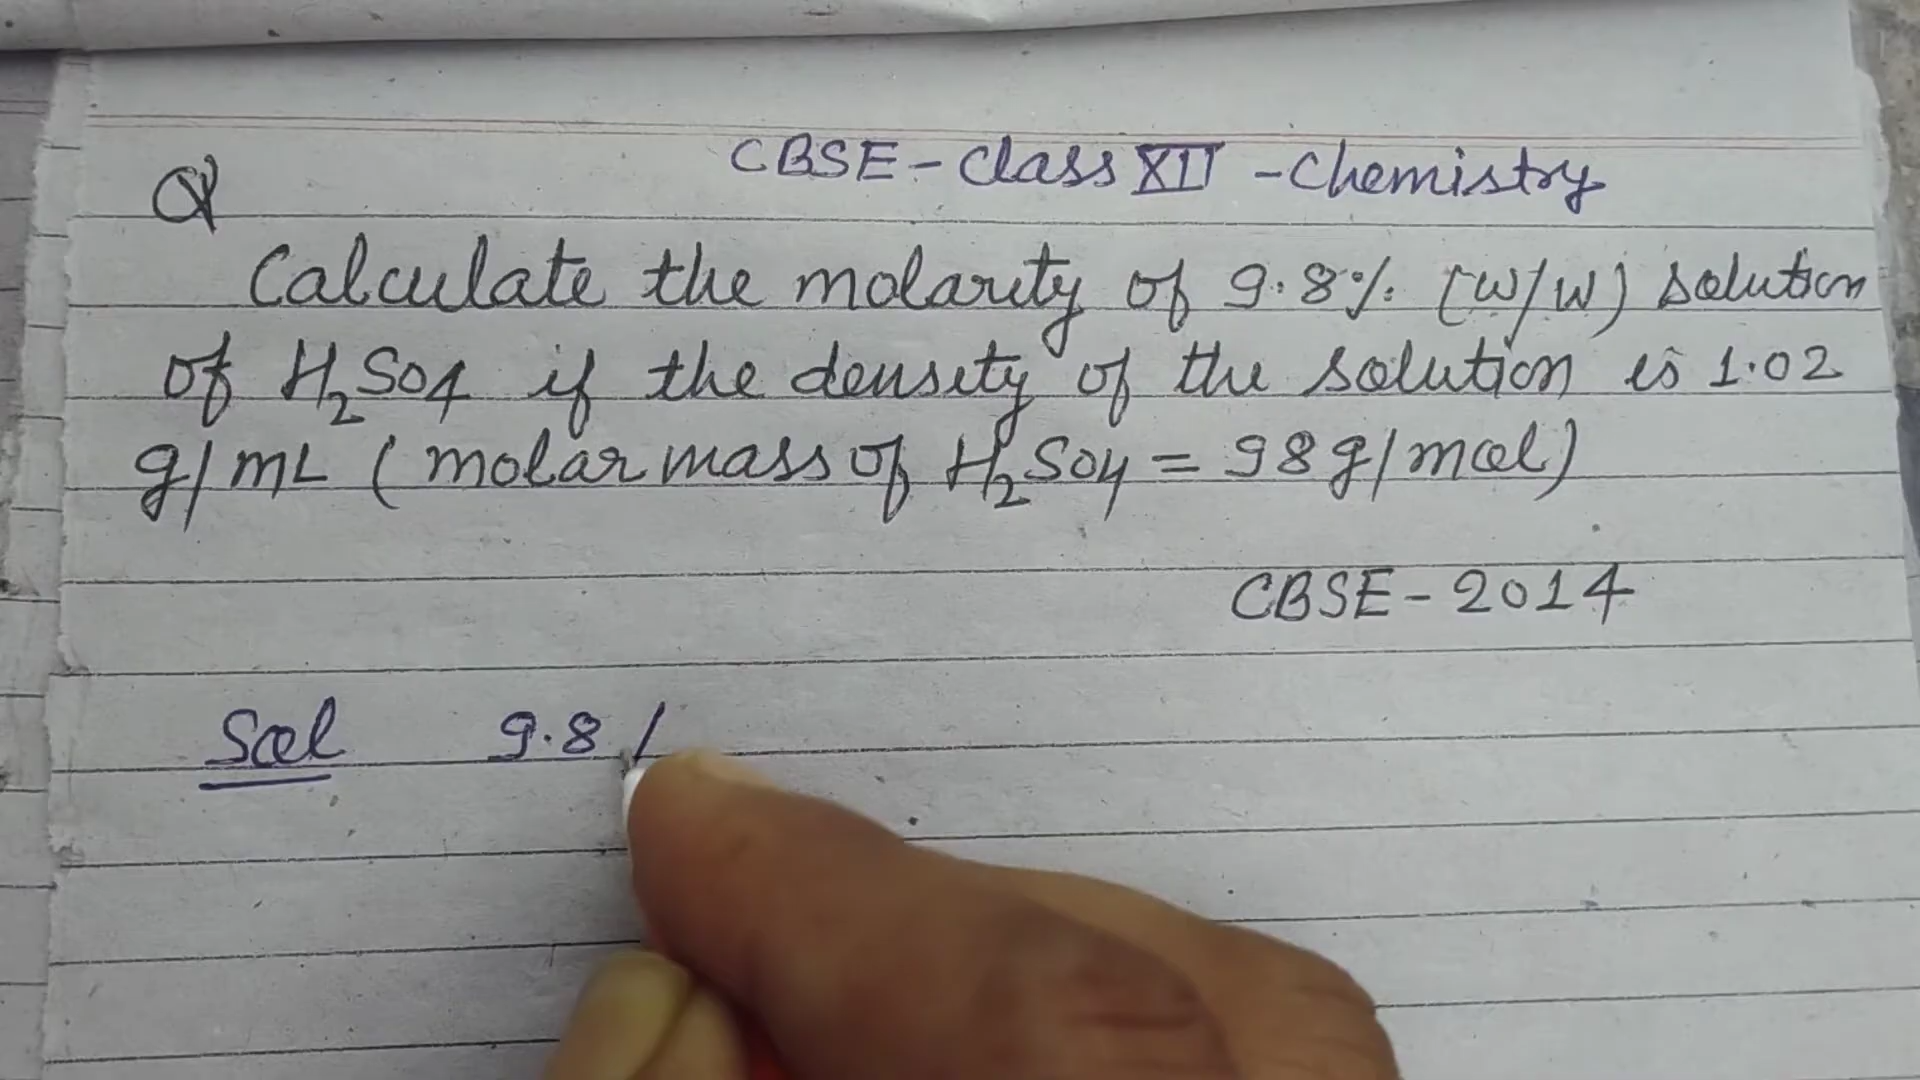 CBSE - Class XII - Chemistry
Q
Calculate the molarity of 9.8% (W/W) solution
of H2SO4 if the density of the solution is 1.02
g/mL (molar mass of H2SO4 = 98g/mol)
CBSE - 2014
Sol 9.8 /